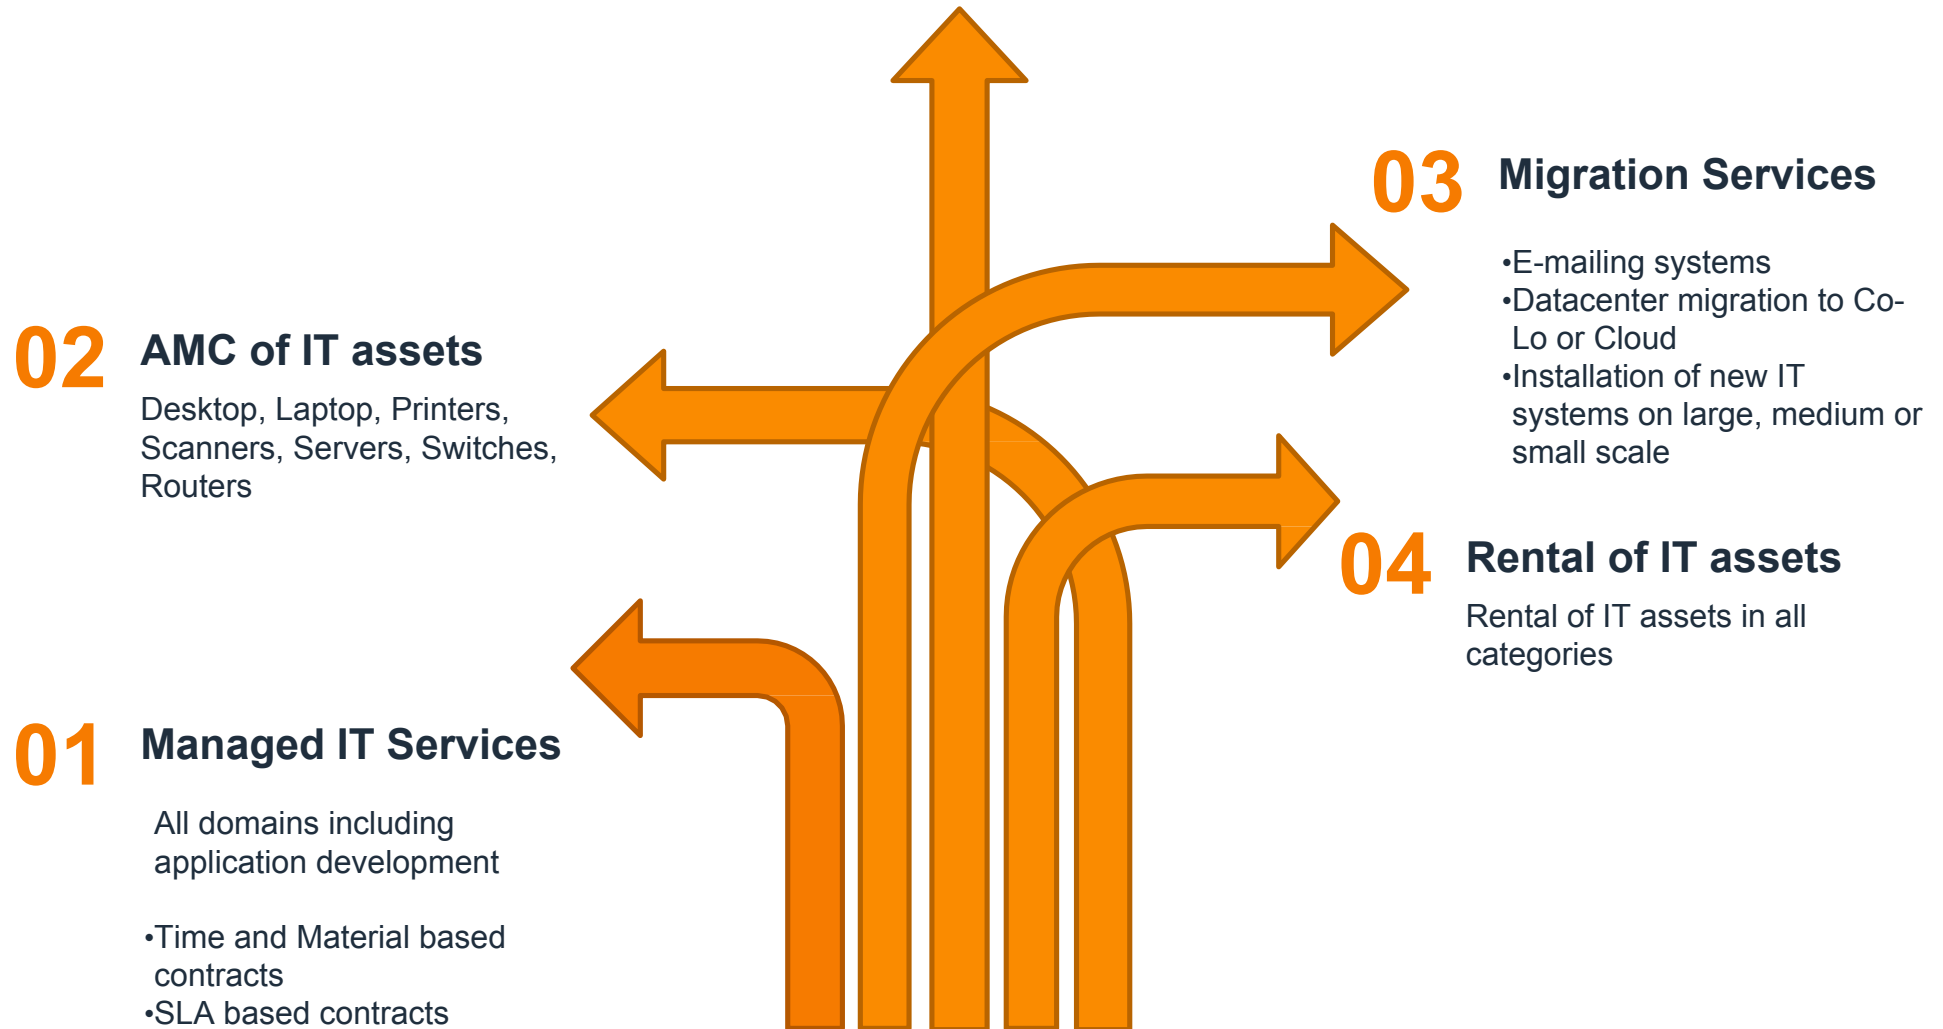 03 Migration Services
•E-mailing systems
•Datacenter migration to Co-
Lo or Cloud
•Installation of new IT
systems on large, medium or
small scale
02 AMC of IT assets
Desktop, Laptop, Printers,
Scanners, Servers, Switches,
Routers
04 Rental of IT assets
Rental of IT assets in all
categories
01 Managed IT Services
All domains including
application development
•Time and Material based
contracts
•SLA based contracts